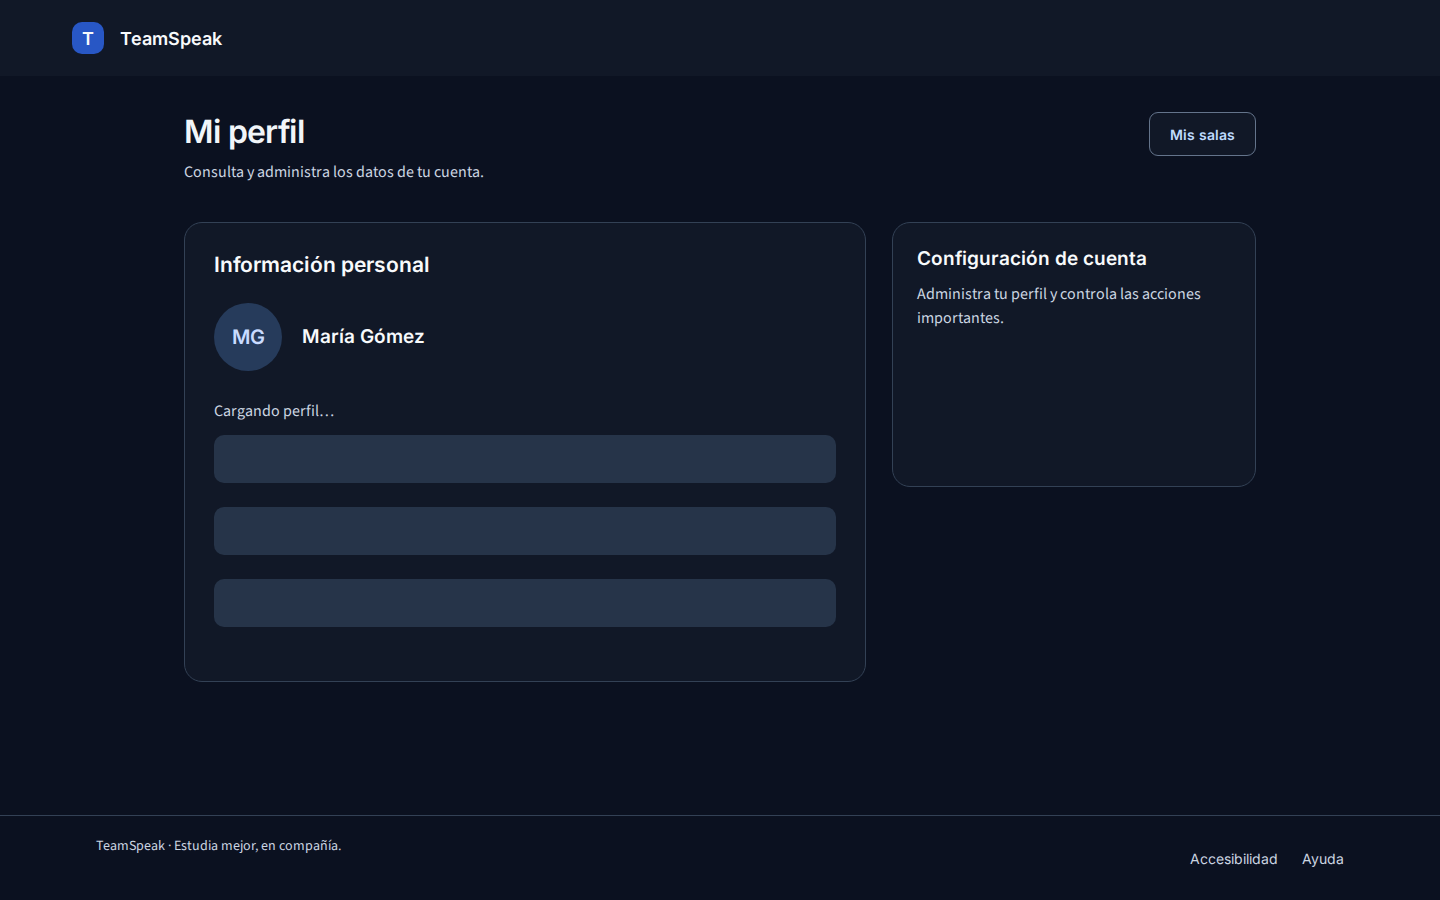 T TeamSpeak
Mi perfil
Mis salas
Consulta y administra los datos de tu cuenta.
Información personal
MG María Gómez
Cargando perfil…
Configuración de cuenta
Administra tu perfil y controla las acciones
importantes.
TeamSpeak · Estudia mejor, en compañía.
Accesibilidad Ayuda